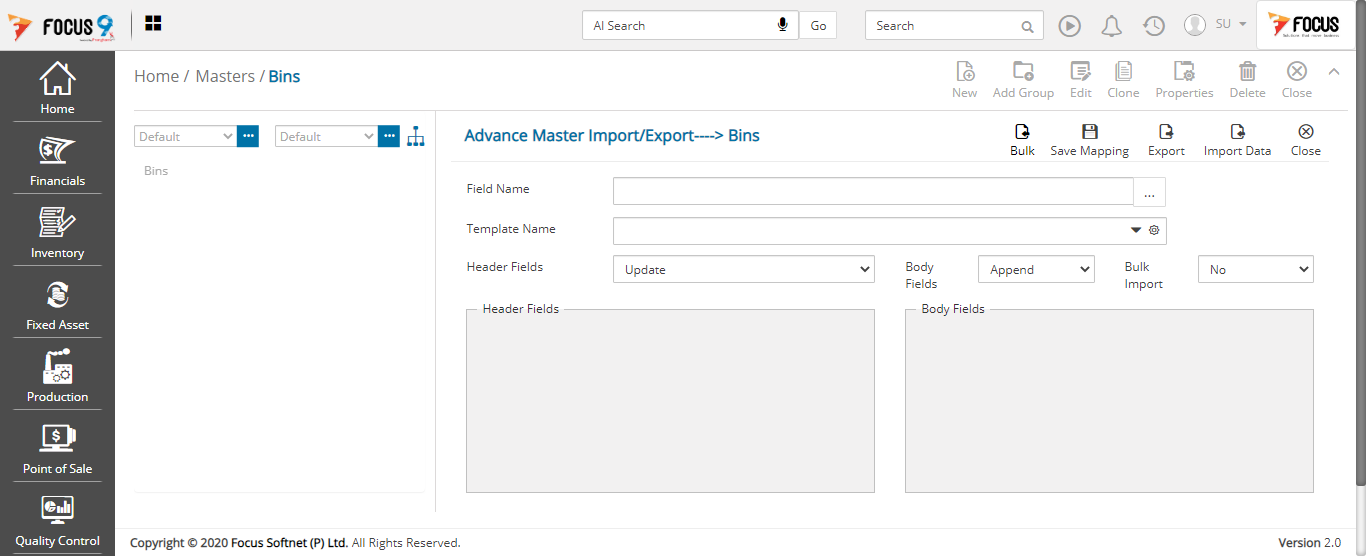 FOCUS 9
AI Search
Go
Search
SU
FOCUS
Home / Masters / Bins
New
Add Group
Edit
Clone
Properties
Delete
Close
Home
Financials
Inventory
Fixed Asset
Production
Point of Sale
Quality Control
Default
...
Default
...
Bins
Advance Master Import/Export----> Bins
Bulk
Save Mapping
Export
Import Data
Close
Field Name
...
Template Name
Header Fields
Update
Body Fields
Append
Bulk Import
No
Header Fields
Body Fields
Copyright © 2020 Focus Softnet (P) Ltd. All Rights Reserved.
Version 2.0